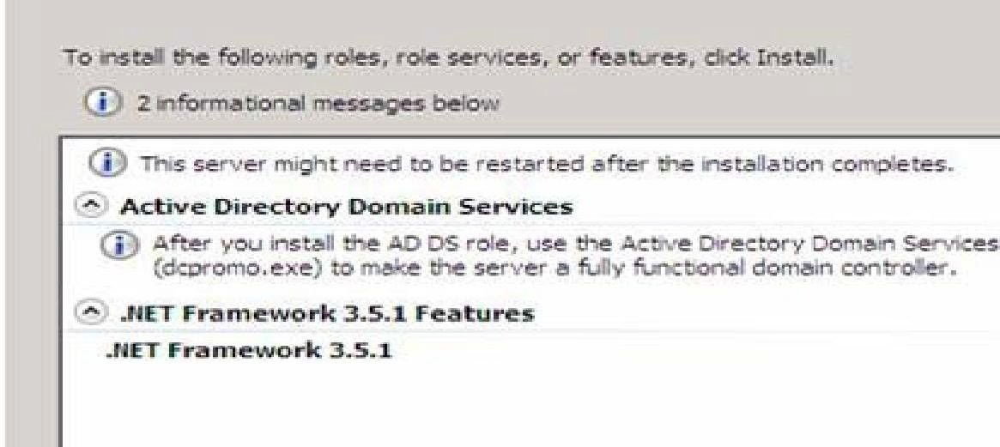 To install the following roles, role services, or features, click Install.
2 informational messages below
This server might need to be restarted after the installation completes.
Active Directory Domain Services
After you install the AD DS role, use the Active Directory Domain Services
(dcpromo.exe) to make the server a fully functional domain controller.
.NET Framework 3.5.1 Features
.NET Framework 3.5.1